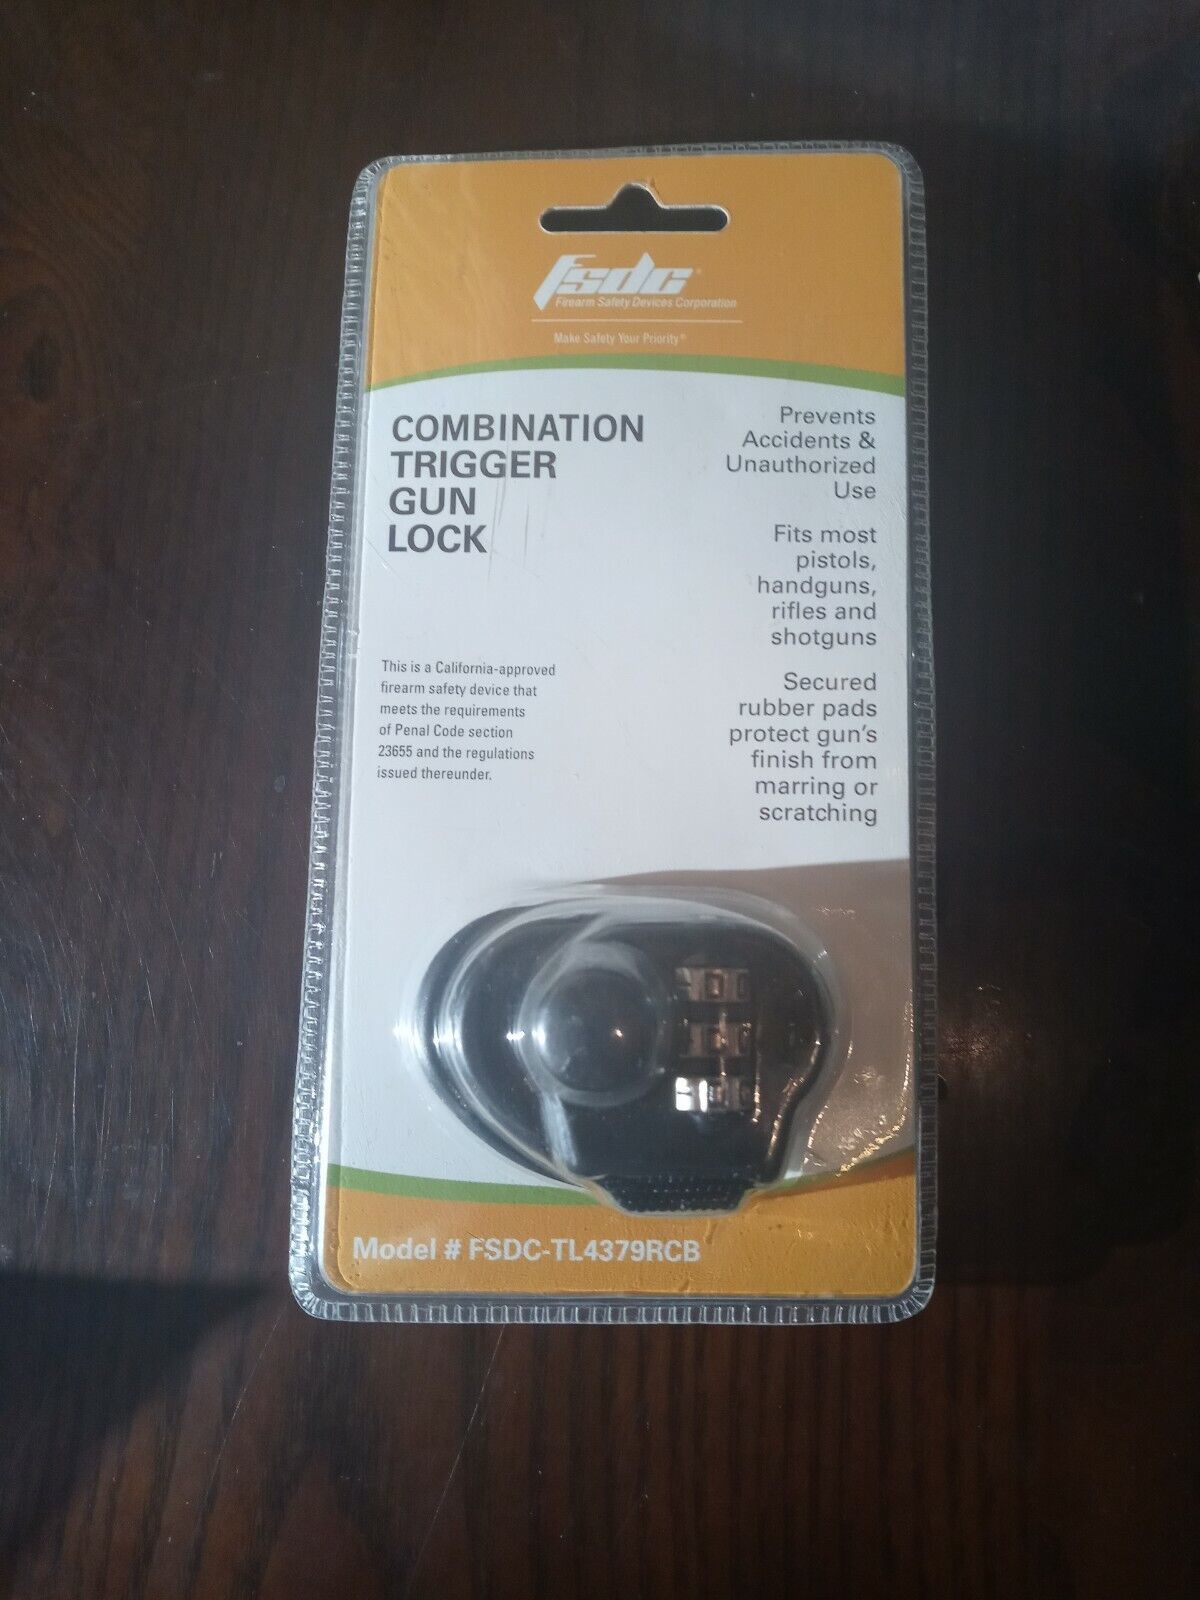 fsdc®
Firearm Safety Devices Corporation
Make Safety Your Priority®
COMBINATION
TRIGGER
GUN
LOCK
Prevents
Accidents &
Unauthorized
Use
Fits most
pistols,
handguns,
rifles and
shotguns
Secured
rubber pads
protect gun's
finish from
marring or
scratching
This is a California-approved
firearm safety device that
meets the requirements
of Penal Code section
23655 and the regulations
issued thereunder.
Model # FSDC-TL4379RCB